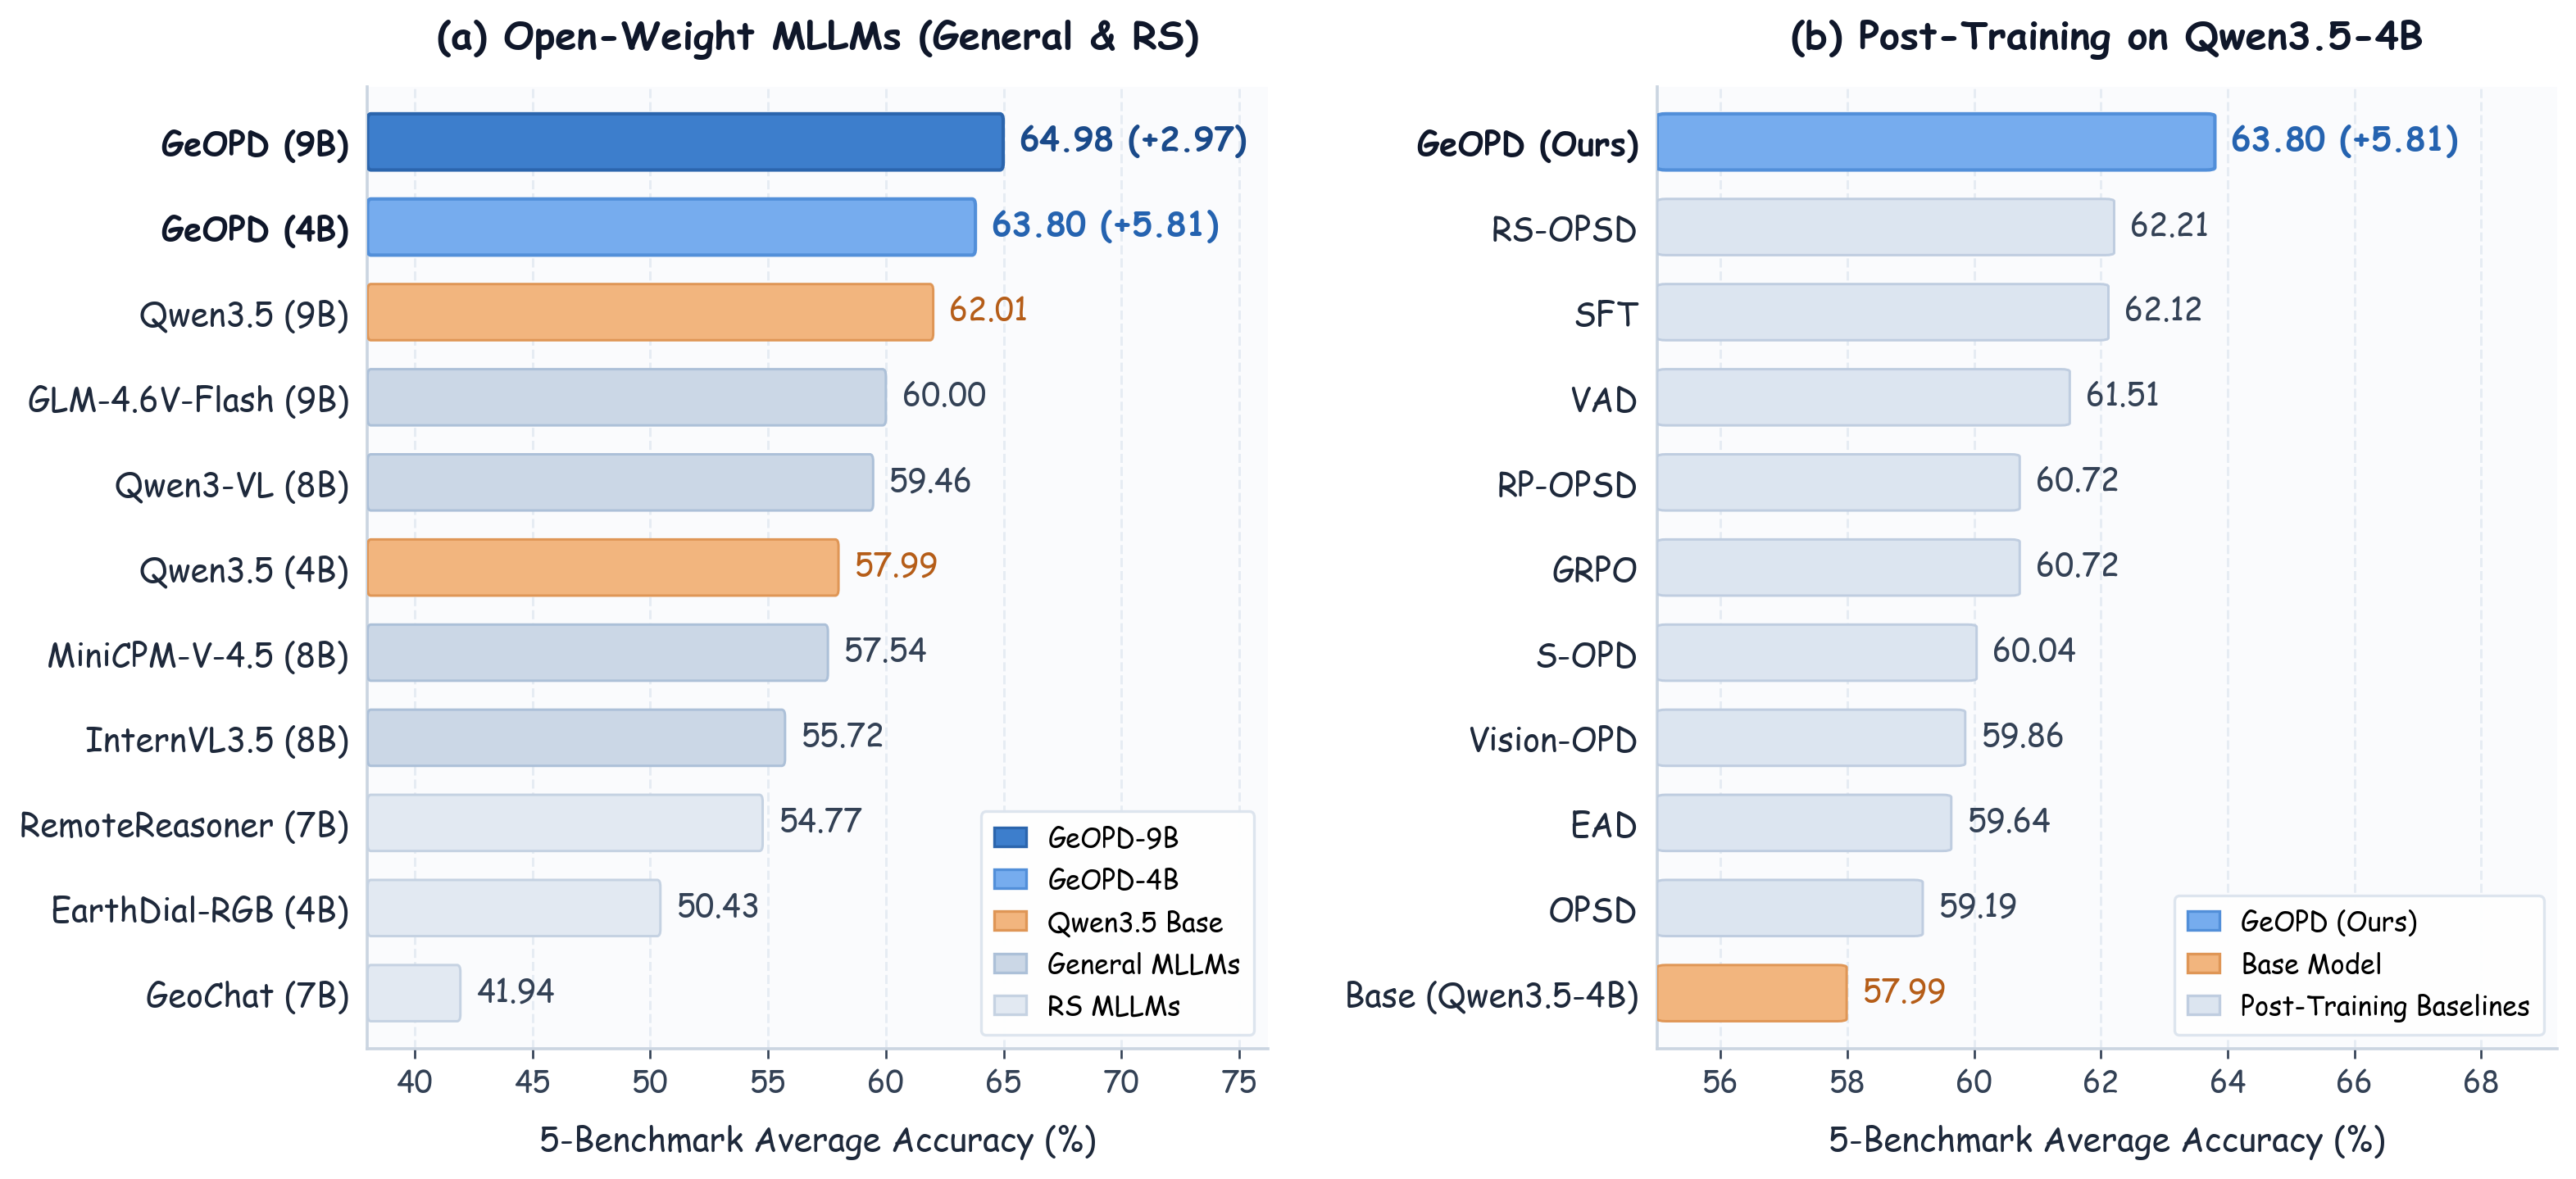 (a) Open-Weight MLLMs (General & RS)
GeOPD (9B) 64.98 (+2.97)
GeOPD (4B) 63.80 (+5.81)
Qwen3.5 (9B) 62.01
GLM-4.6V-Flash (9B) 60.00
Qwen3-VL (8B) 59.46
Qwen3.5 (4B) 57.99
MiniCPM-V-4.5 (8B) 57.54
InternVL3.5 (8B) 55.72
RemoteReasoner (7B) 54.77
EarthDial-RGB (4B) 50.43
GeoChat (7B) 41.94
GeOPD-9B
GeOPD-4B
Qwen3.5 Base
General MLLMs
RS MLLMs
40 45 50 55 60 65 70 75
5-Benchmark Average Accuracy (%)
(b) Post-Training on Qwen3.5-4B
GeOPD (Ours) 63.80 (+5.81)
RS-OPSD 62.21
SFT 62.12
VAD 61.51
RP-OPSD 60.72
GRPO 60.72
S-OPD 60.04
Vision-OPD 59.86
EAD 59.64
OPSD 59.19
Base (Qwen3.5-4B) 57.99
GeOPD (Ours)
Base Model
Post-Training Baselines
56 58 60 62 64 66 68
5-Benchmark Average Accuracy (%)